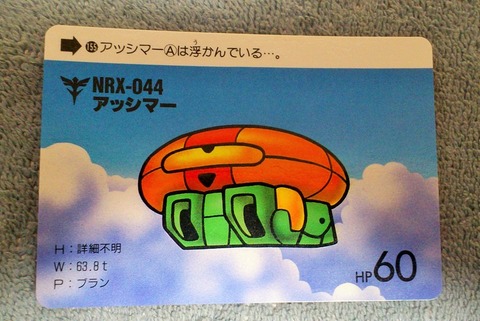 155 アッシマーⒶは浮かんでいる…。
NRX-044
アッシマー
H：詳細不明
W：63.8t
P：ブラン
HP60